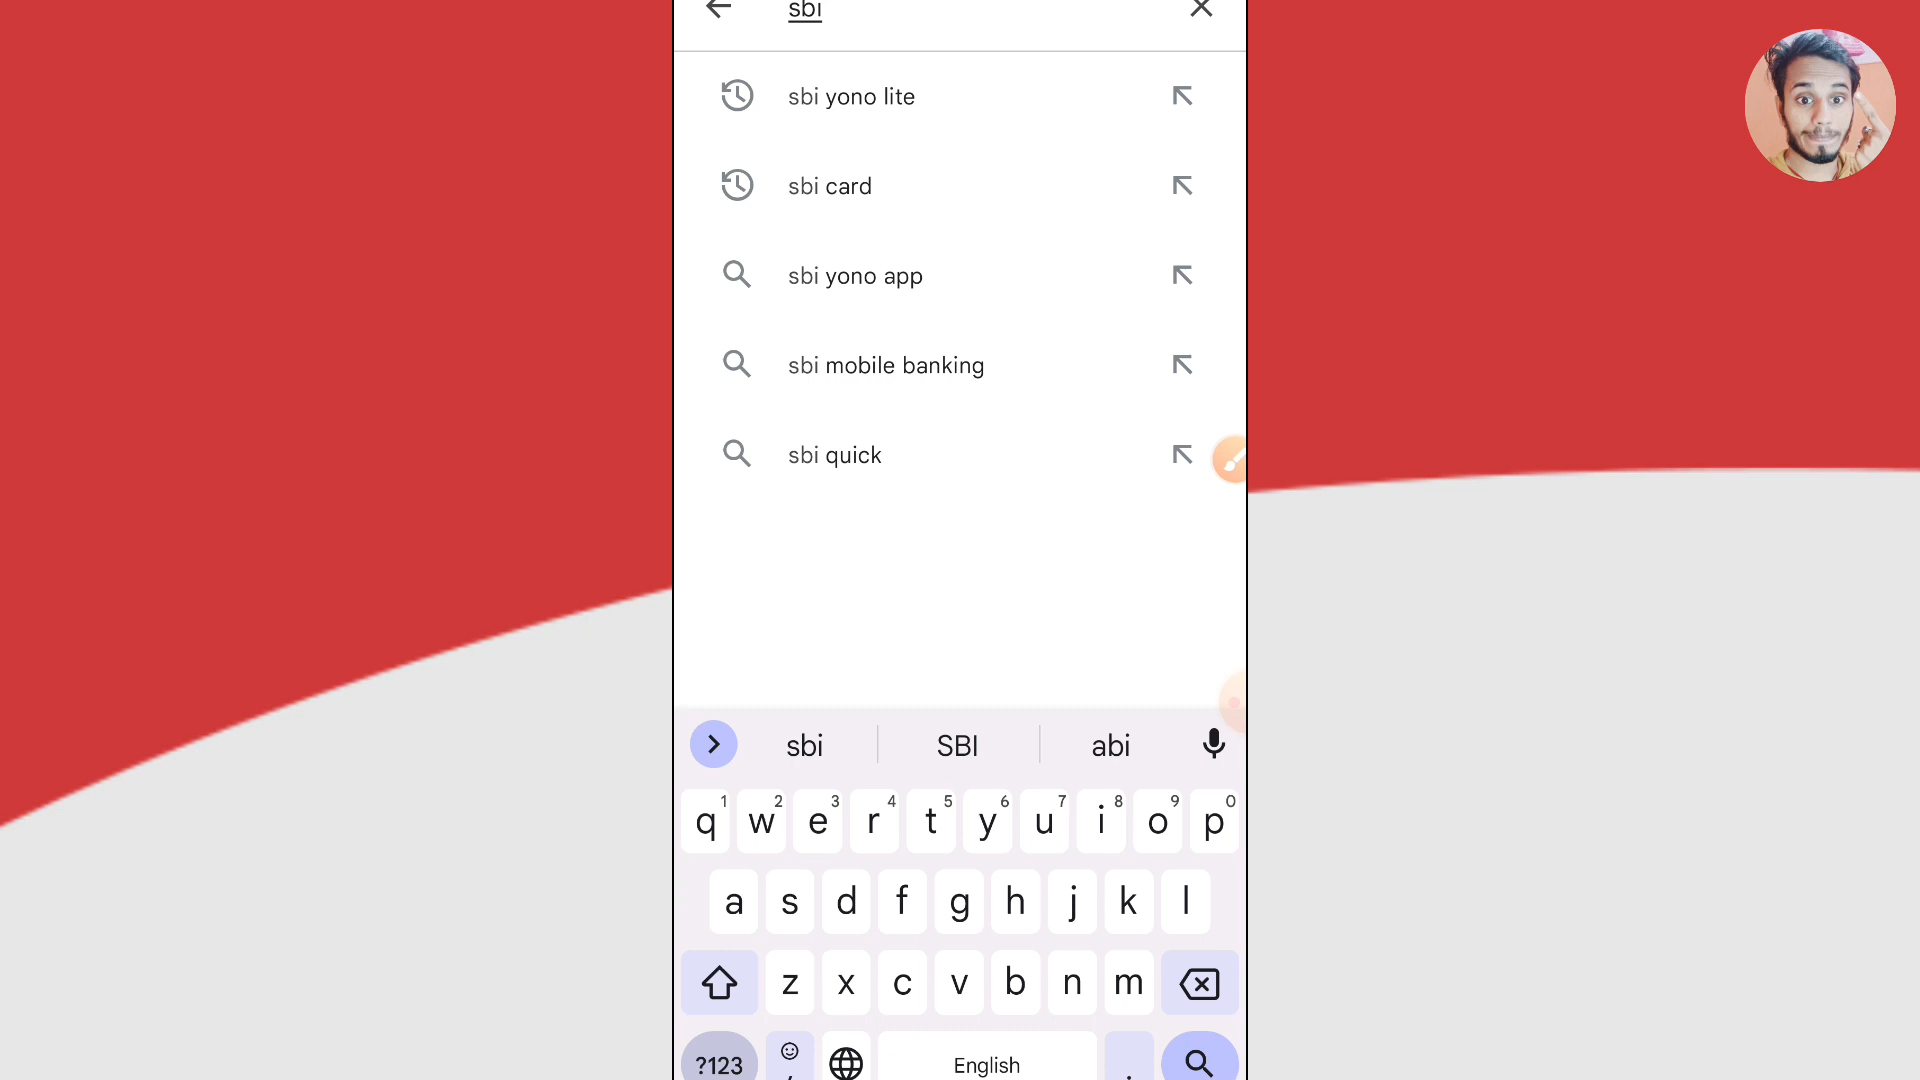 sbi
sbi yono lite
sbi card
sbi yono app
sbi mobile banking
sbi quick
sbi SBI abi
1 2 3 4 5 6 7 8 9 0
q w e r t y u i o p
a s d f g h j k l
z x c v b n m
?123 , English .